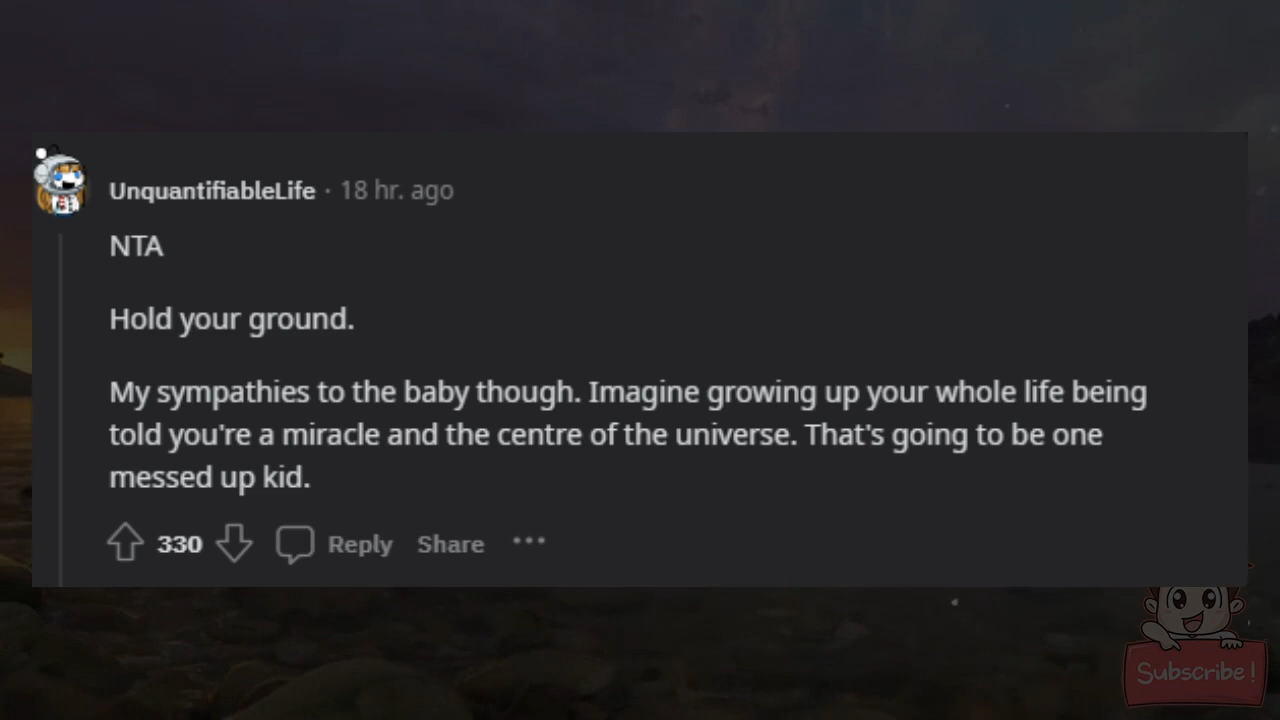 UnquantifiableLife · 18 hr. ago
NTA
Hold your ground.
My sympathies to the baby though. Imagine growing up your whole life being
told you're a miracle and the centre of the universe. That's going to be one
messed up kid.
330 Reply Share ···
Subscribe!